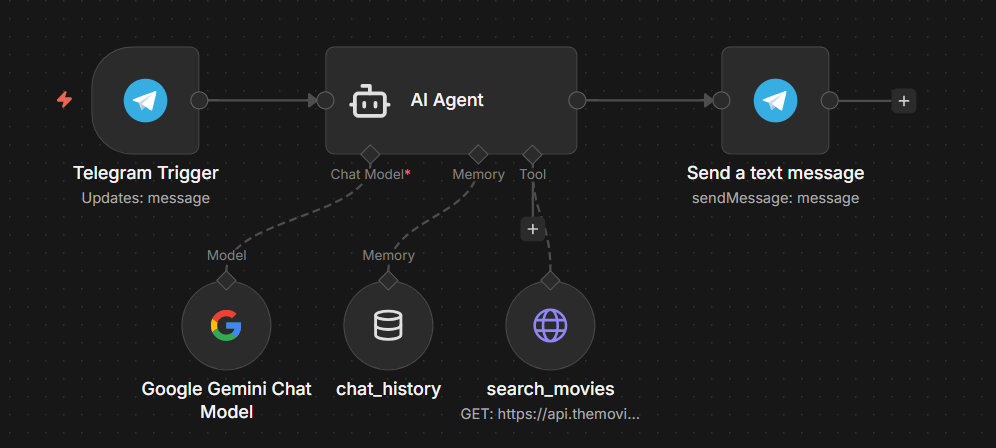 AI Agent
Telegram Trigger
Updates: message
Chat Model*
Memory
Tool
Send a text message
sendMessage: message
Model
Memory
Google Gemini Chat
Model
chat_history
search_movies
GET: https://api.themovi...